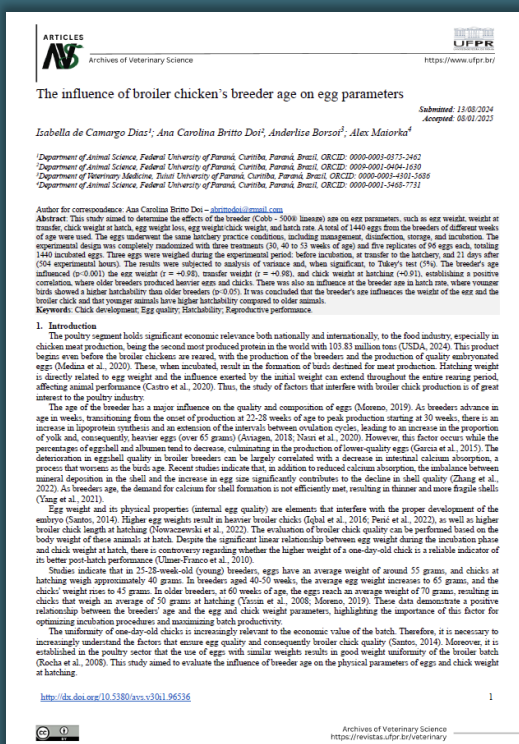 ARTICLES
AVS
UFPR
Archives of Veterinary Science
https://www.ufpr.br/
The influence of broiler chicken's breeder age on egg parameters
Submitted: 13/08/2024
Accepted: 08/01/2025
Isabella de Camargo Dias¹; Ana Carolina Britto Doi², Anderlise Borsoi³; Alex Maiorka⁴
¹Department of Animal Science, Federal University of Paraná, Curitiba, Paraná, Brazil, ORCID: 0000-0003-0375-2462
²Department of Animal Science, Federal University of Paraná, Curitiba, Paraná, Brazil, ORCID: 0009-0001-0404-1630
³Department of Veterinary Medicine, Tuiuti University of Paraná, Curitiba, Paraná, Brazil, ORCID: 0000-0003-4301-5686
⁴Department of Animal Science, Federal University of Paraná, Curitiba, Paraná, Brazil, ORCID: 0000-0001-5468-7731
Author for correspondence: Ana Carolina Britto Doi – abrittodoi@gmail.com
Abstract: This study aimed to determine the effects of the breeder (Cobb - 500® lineage) age on egg parameters, such as egg weight, weight at
transfer, chick weight at hatch, egg weight loss, egg weight/chick weight, and hatch rate. A total of 1440 eggs from the breeders of different weeks
of age were used. The eggs underwent the same hatchery practice conditions, including management, disinfection, storage, and incubation. The
experimental design was completely randomized with three treatments (30, 40 to 53 weeks of age) and five replicates of 96 eggs each, totaling
1440 incubated eggs. Three eggs were weighed during the experimental period: before incubation, at transfer to the hatchery, and 21 days after
(504 experimental hours). The results were subjected to analysis of variance and, when significant, to Tukey's test (5%). The breeder's age
influenced (p<0.001) the egg weight (r = +0.98), transfer weight (r = +0.98), and chick weight at hatching (+0.91), establishing a positive
correlation, where older breeders produced heavier eggs and chicks. There was also an influence of the breeder age in hatch rate, where younger
birds showed a higher hatchability than older breeders (p<0.05). It was concluded that the breeder's age influences the weight of the egg and the
broiler chick and that younger animals have higher hatchability compared to older animals.
Keywords: Chick development; Egg quality; Hatchability; Reproductive performance.
1. Introduction
The poultry segment holds significant economic relevance both nationally and internationally, to the food industry, especially in
chicken meat production, being the second most produced protein in the world with 103.83 million tons (USDA, 2024). This product
begins even before the broiler chickens are reared, with the production of the breeders and the production of quality embryonated
eggs (Medina et al., 2020). These, when incubated, result in the formation of birds destined for meat production. Hatching weight
is directly related to egg weight and the influence exerted by the initial weight can extend throughout the entire rearing period,
affecting animal performance (Castro et al., 2020). Thus, the study of factors that interfere with broiler chick production is of great
interest to the poultry industry.
The age of the breeder has a major influence on the quality and composition of eggs (Moreno, 2019). As breeders advance in
age in weeks, transitioning from the onset of production at 22-28 weeks of age to peak production starting at 30 weeks, there is an
increase in lipoprotein synthesis and an extension of the intervals between ovulation cycles, leading to an increase in the proportion
of yolk and, consequently, heavier eggs (over 65 grams) (Aviagen, 2018; Nasri et al., 2020). However, this factor occurs while the
percentages of eggshell and albumen tend to decrease, culminating in the production of lower-quality eggs (Garcia et al., 2015). The
deterioration in eggshell quality in broiler breeders can be largely correlated with a decrease in intestinal calcium absorption, a
process that worsens as the birds age. Recent studies indicate that, in addition to reduced calcium absorption, the imbalance between
mineral deposition in the shell and the increase in egg size significantly contributes to the decline in shell quality (Zhang et al.,
2022). As breeders age, the demand for calcium for shell formation is not efficiently met, resulting in thinner and more fragile shells
(Yang et al., 2021).
Egg weight and its physical properties (internal egg quality) are elements that interfere with the proper development of the
embryo (Santos, 2014). Higher egg weights result in heavier broiler chicks (Iqbal et al., 2016; Perić et al., 2022), as well as higher
broiler chick length at hatching (Nowaczewski et al., 2022). The evaluation of broiler chick quality can be performed based on the
body weight of these animals at hatch. Despite the significant linear relationship between egg weight during the incubation phase
and chick weight at hatch, there is controversy regarding whether the higher weight of a one-day-old chick is a reliable indicator of
its better post-hatch performance (Ulmer-Franco et al., 2010).
Studies indicate that in 25-28-week-old (young) breeders, eggs have an average weight of around 55 grams, and chicks at
hatching weigh approximately 40 grams. In breeders aged 40-50 weeks, the average egg weight increases to 65 grams, and the
chicks' weight rises to 45 grams. In older breeders, at 60 weeks of age, the eggs reach an average weight of 70 grams, resulting in
chicks that weigh an average of 50 grams at hatching (Yassin et al., 2008; Moreno, 2019). These data demonstrate a positive
relationship between the breeders' age and the egg and chick weight parameters, highlighting the importance of this factor for
optimizing incubation procedures and maximizing batch productivity.
The uniformity of one-day-old chicks is increasingly relevant to the economic value of the batch. Therefore, it is necessary to
increasingly understand the factors that ensure egg quality and consequently broiler chick quality (Santos, 2014). Moreover, it is
established in the poultry sector that the use of eggs with similar weights results in good weight uniformity of the broiler batch
(Rocha et al., 2008). This study aimed to evaluate the influence of breeder age on the physical parameters of eggs and chick weight
at hatching.
http://dx.doi.org/10.5380/avs.v30i1.96536
1
cc
Archives of Veterinary Science
https://revistas.ufpr.br/veterinary